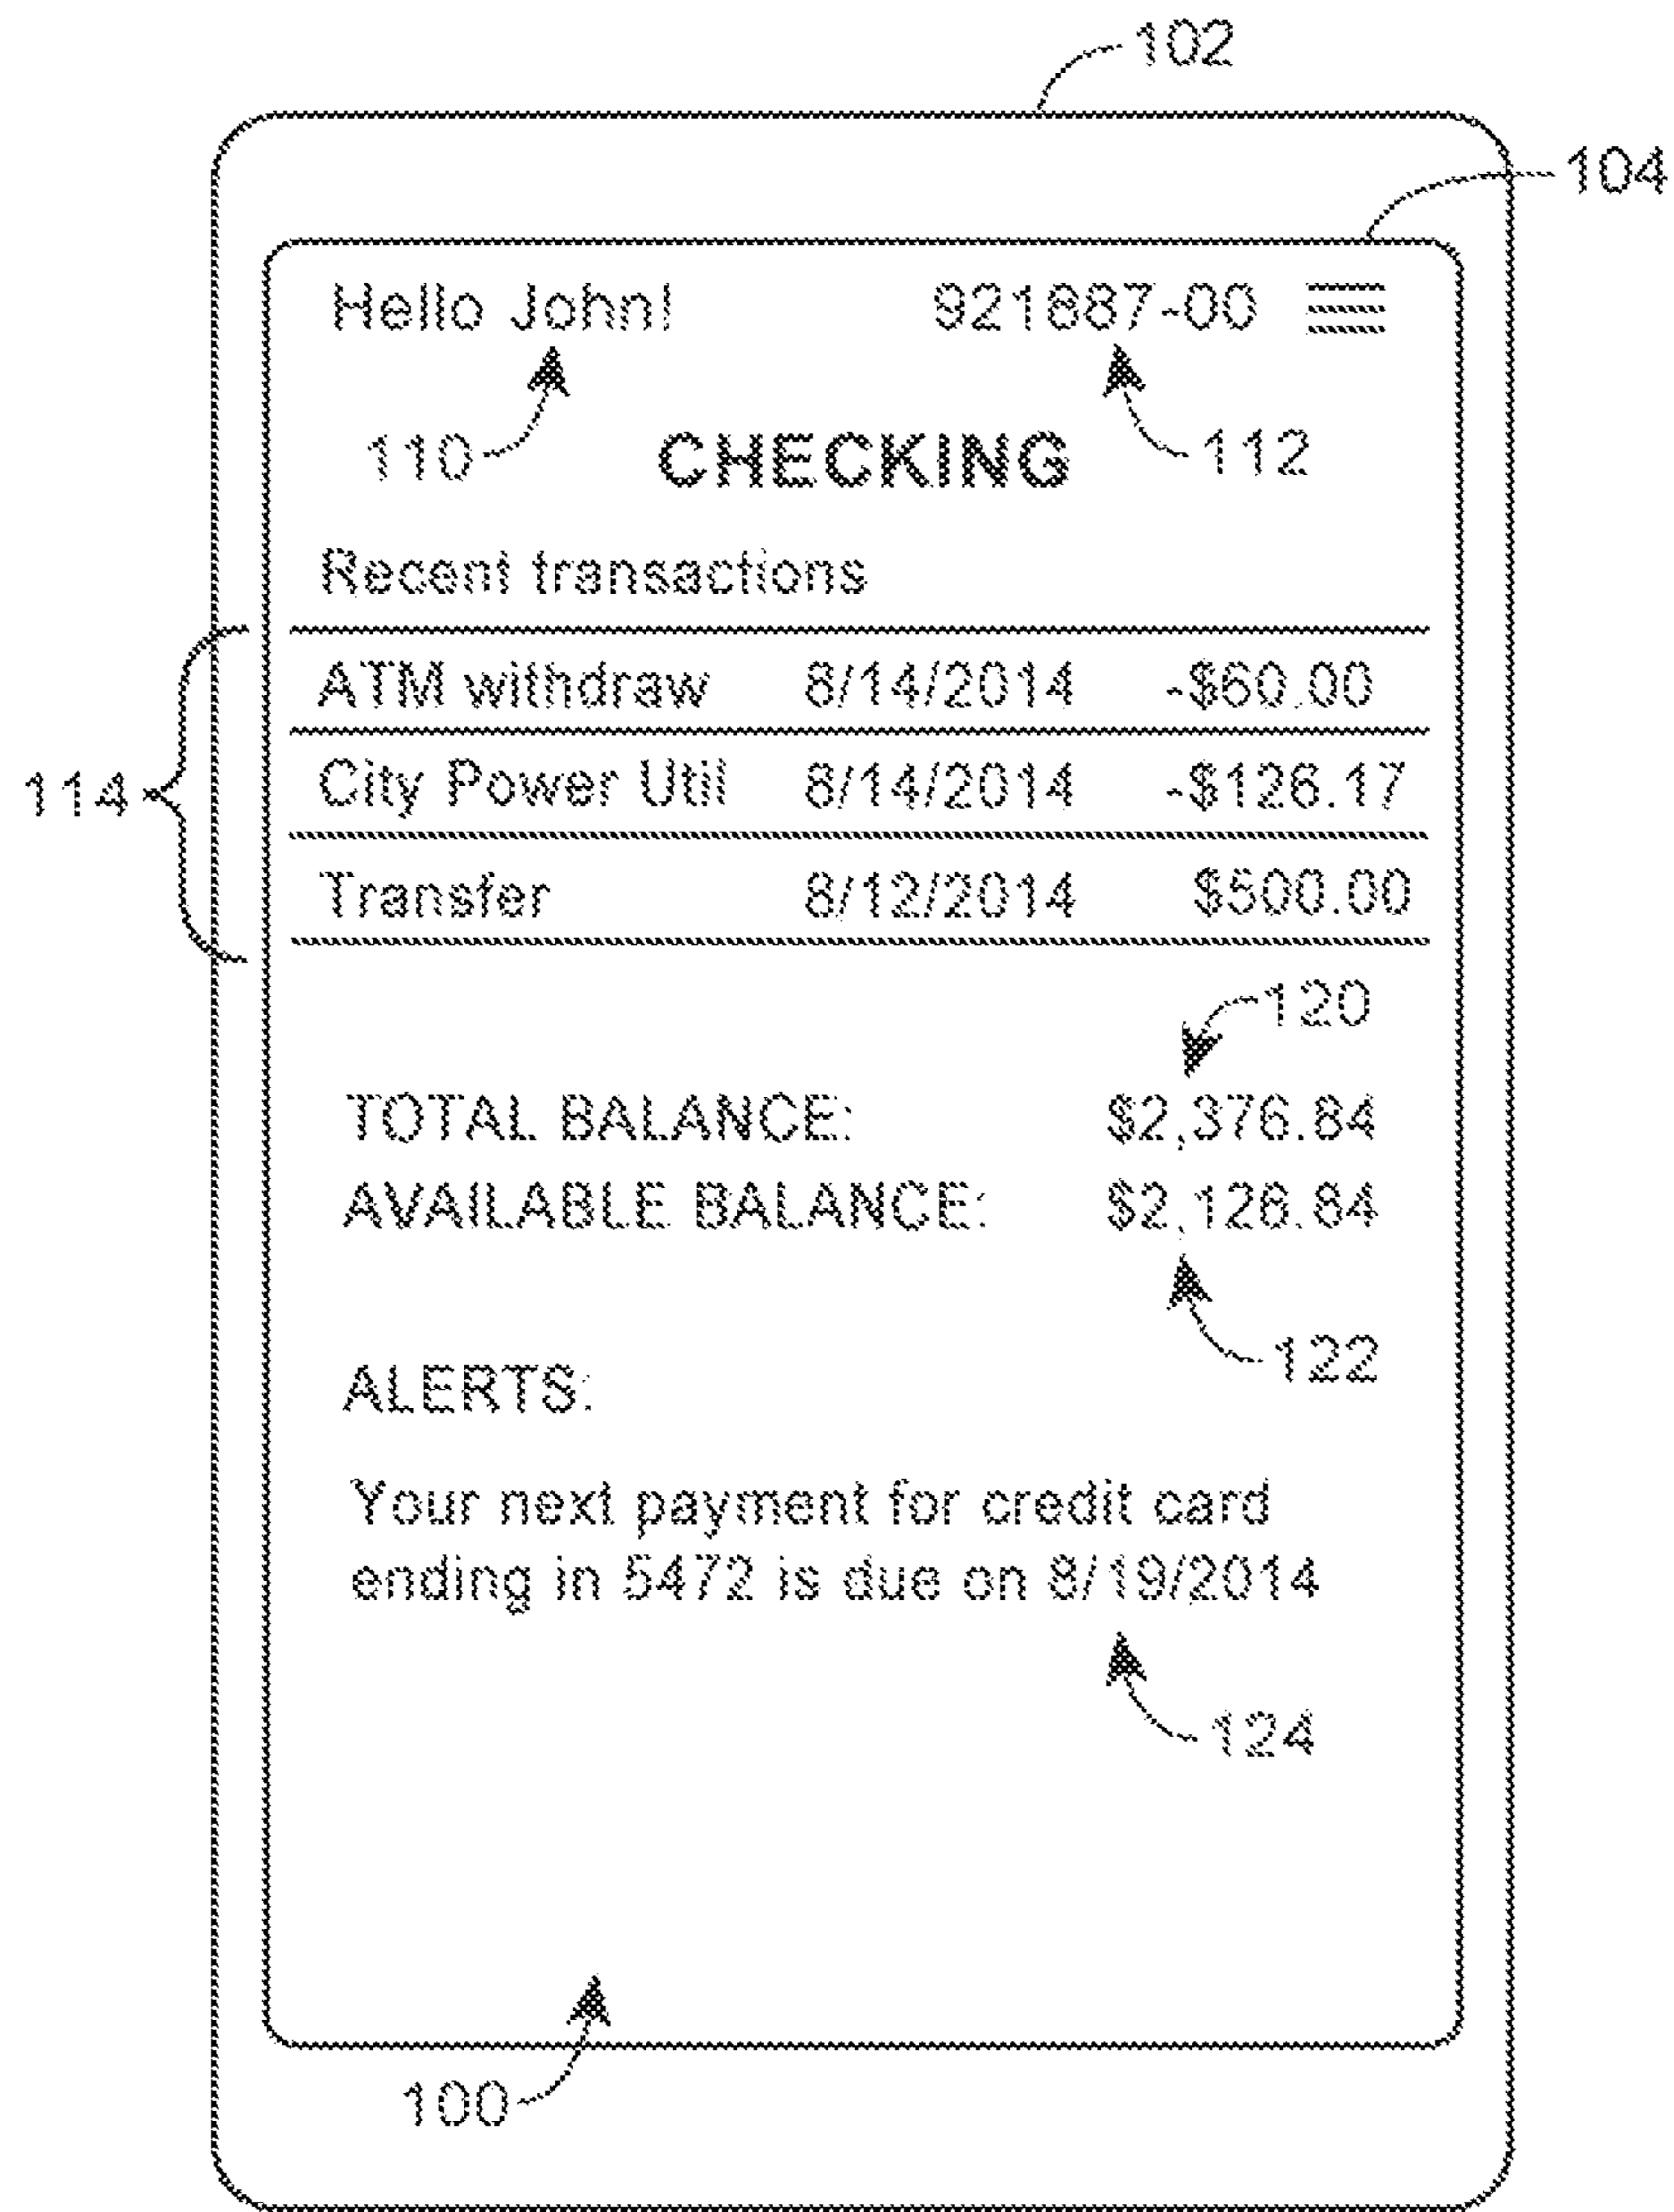 102
104
Hello John! 921687-00
110 CHECKING 112
Recent transactions
ATM withdraw 8/14/2014 -$60.00
114 City Power Util 8/14/2014 -$126.17
Transfer 8/12/2014 $500.00
120
TOTAL BALANCE: $2,376.84
AVAILABLE BALANCE: $2,126.84
122
ALERTS:
Your next payment for credit card
ending in 5472 is due on 8/19/2014
124
100